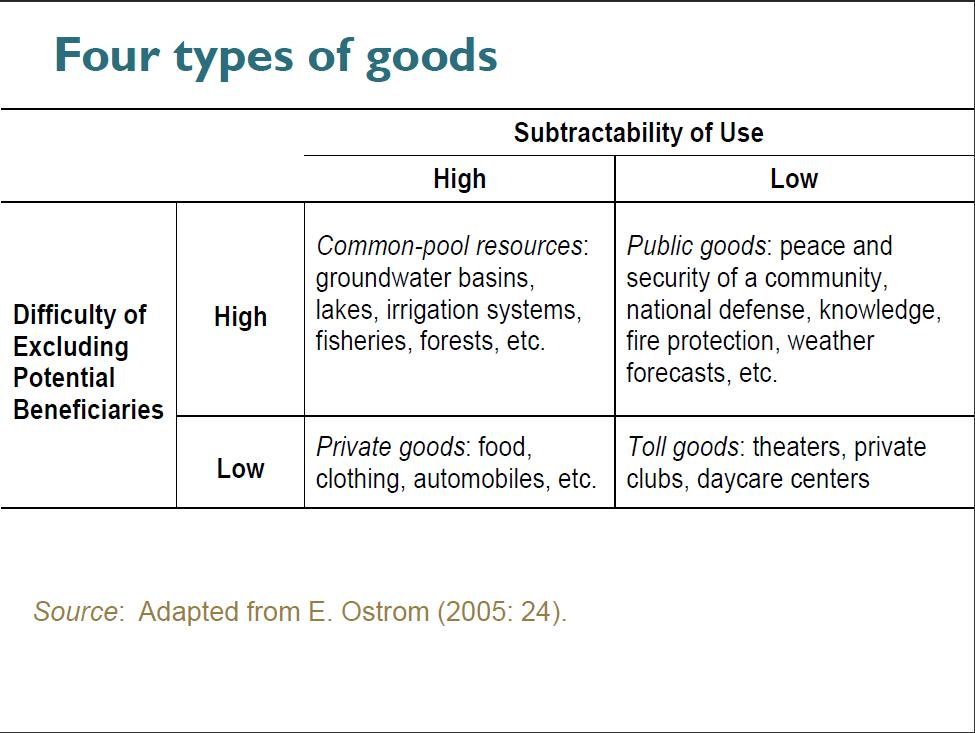 Four types of goods
Subtractability of Use
High
Low
Difficulty of
Excluding
Potential
Beneficiaries
High
Common-pool resources:
groundwater basins,
lakes, irrigation systems,
fisheries, forests, etc.
Public goods: peace and
security of a community,
national defense, knowledge,
fire protection, weather
forecasts, etc.
Low
Private goods: food,
clothing, automobiles, etc.
Toll goods: theaters, private
clubs, daycare centers
Source: Adapted from E. Ostrom (2005: 24).